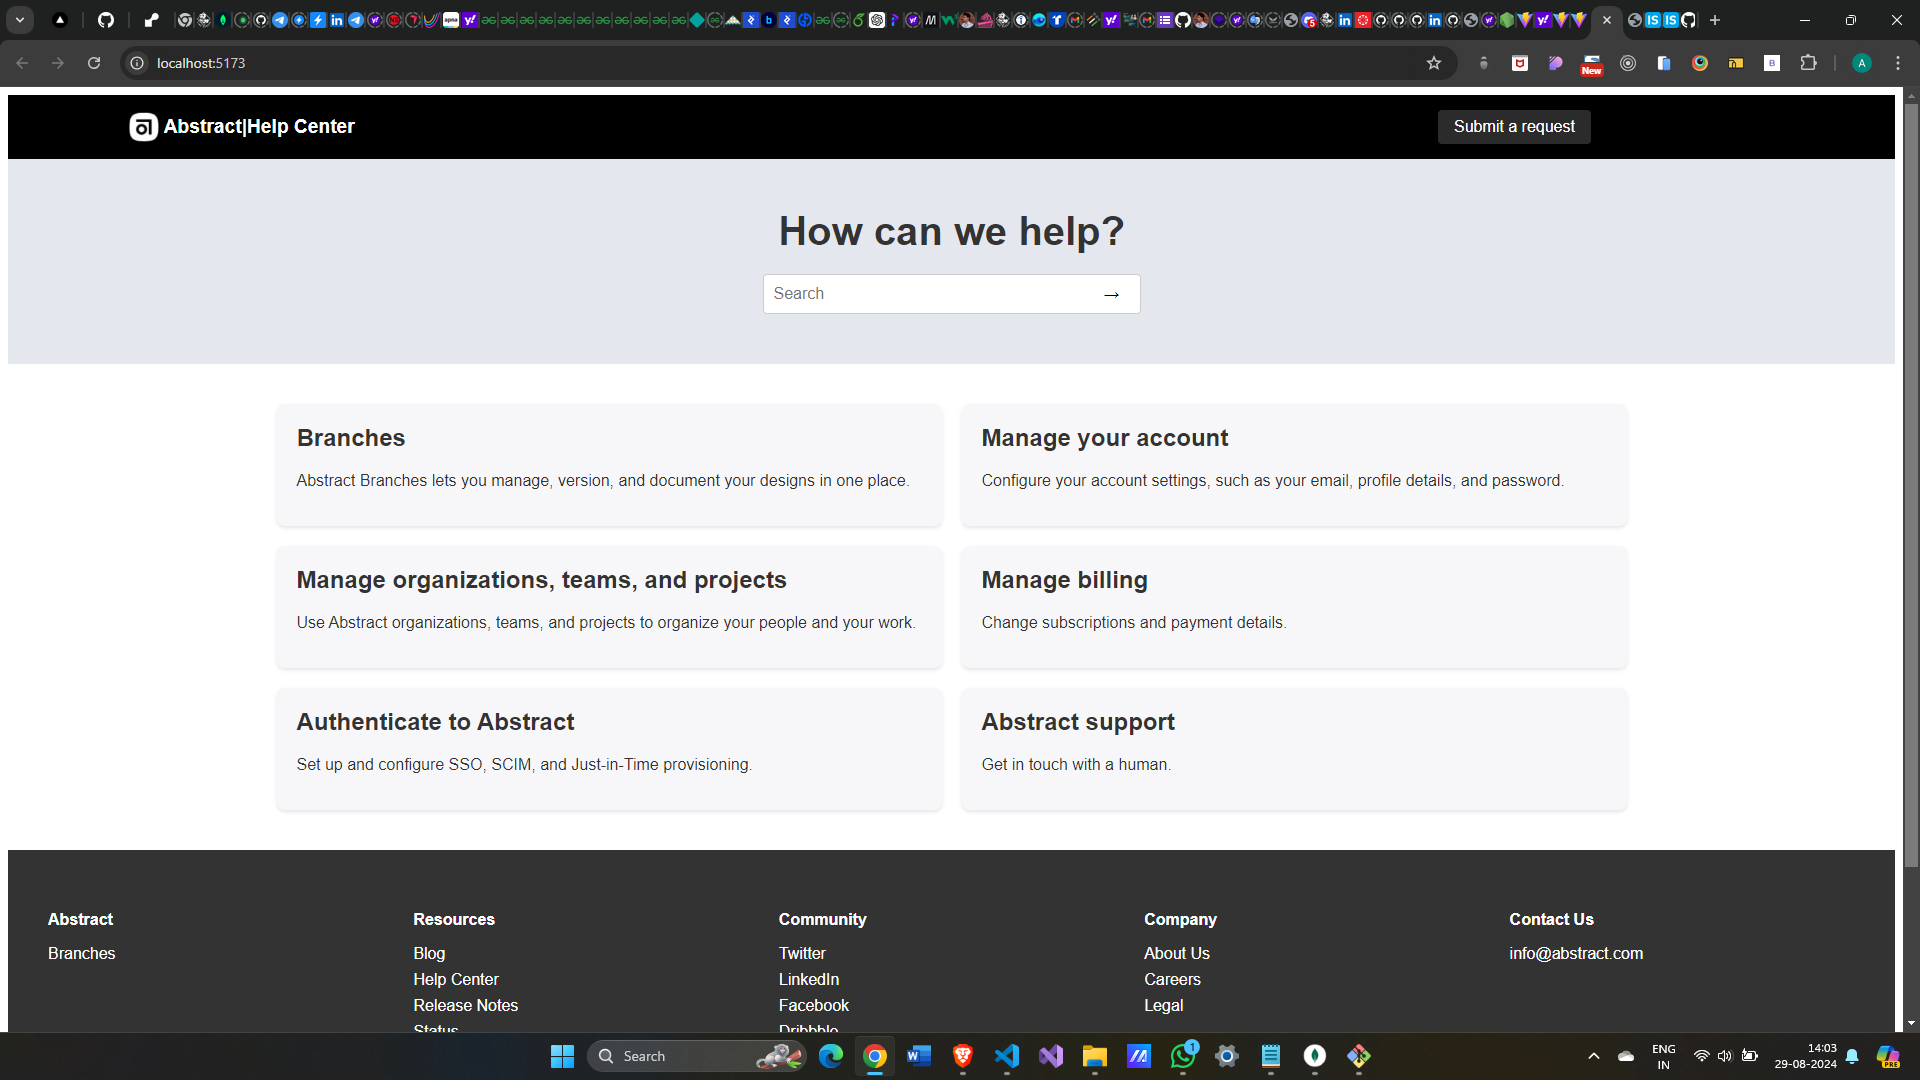 localhost:5173
New
A
Abstract|Help Center
Submit a request
How can we help?
Search
→
Branches
Abstract Branches lets you manage, version, and document your designs in one place.
Manage your account
Configure your account settings, such as your email, profile details, and password.
Manage organizations, teams, and projects
Use Abstract organizations, teams, and projects to organize your people and your work.
Manage billing
Change subscriptions and payment details.
Authenticate to Abstract
Set up and configure SSO, SCIM, and Just-in-Time provisioning.
Abstract support
Get in touch with a human.
Abstract
Branches
Resources
Blog
Help Center
Release Notes
Status
Community
Twitter
LinkedIn
Facebook
Dribbble
Company
About Us
Careers
Legal
Contact Us
info@abstract.com
Search
1
ENG
IN
14:03
29-08-2024
PRE